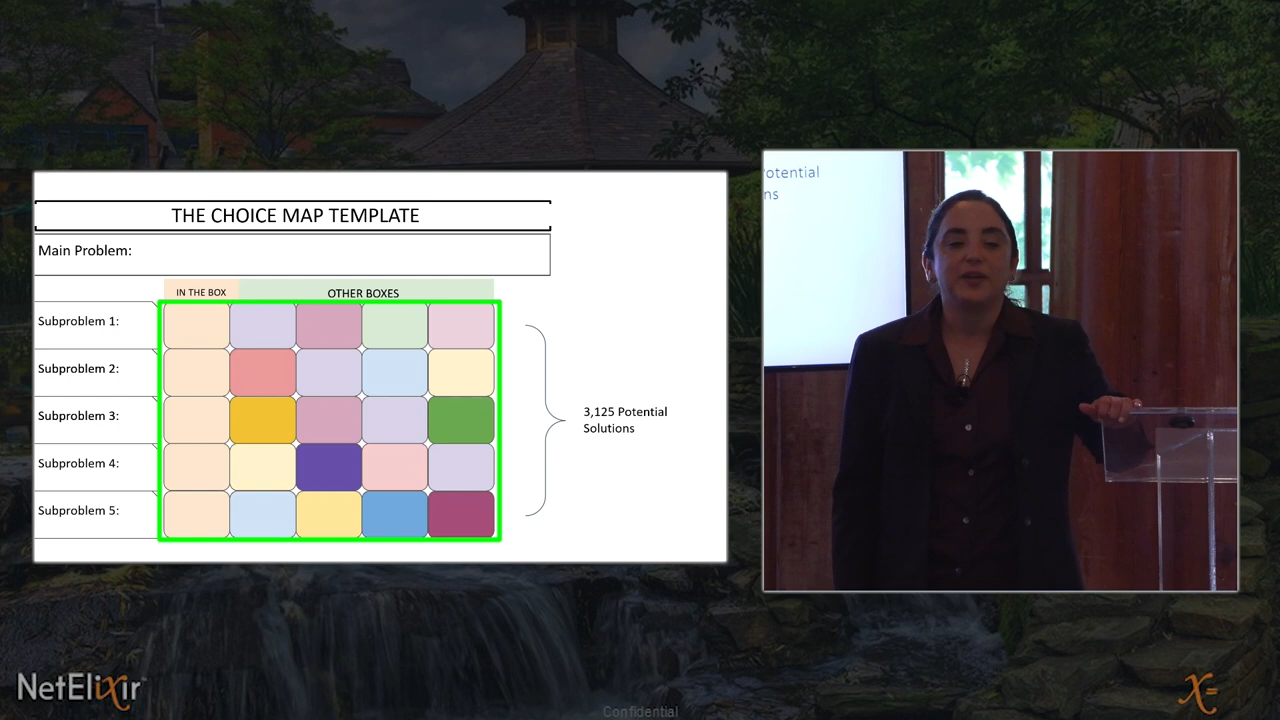 THE CHOICE MAP TEMPLATE
Main Problem:
IN THE BOX
OTHER BOXES
Subproblem 1:
Subproblem 2:
Subproblem 3:
Subproblem 4:
Subproblem 5:
3,125 Potential
Solutions
otential
ns
NetElixir
X=
Confidential